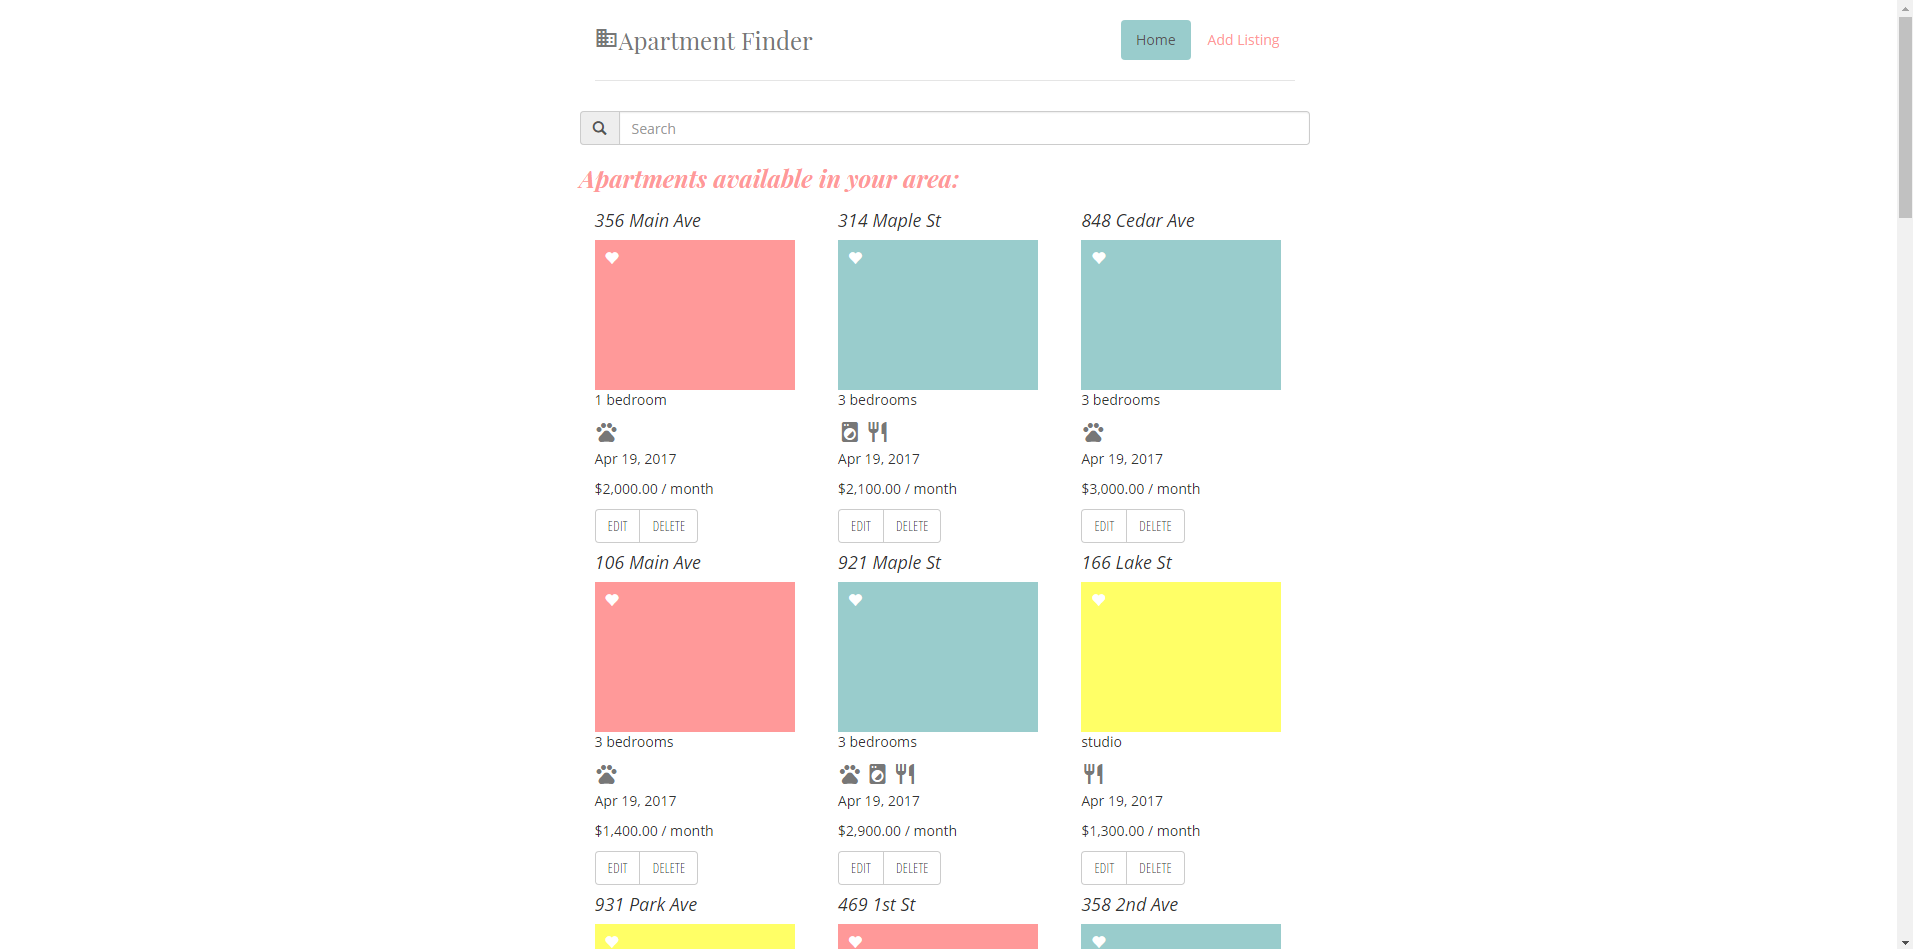 Apartment Finder
Home
Add Listing
Search
Apartments available in your area:
356 Main Ave
314 Maple St
848 Cedar Ave
1 bedroom
3 bedrooms
3 bedrooms
Apr 19, 2017
Apr 19, 2017
Apr 19, 2017
$2,000.00 / month
$2,100.00 / month
$3,000.00 / month
EDIT
DELETE
EDIT
DELETE
EDIT
DELETE
106 Main Ave
921 Maple St
166 Lake St
3 bedrooms
3 bedrooms
studio
Apr 19, 2017
Apr 19, 2017
Apr 19, 2017
$1,400.00 / month
$2,900.00 / month
$1,300.00 / month
EDIT
DELETE
EDIT
DELETE
EDIT
DELETE
931 Park Ave
469 1st St
358 2nd Ave